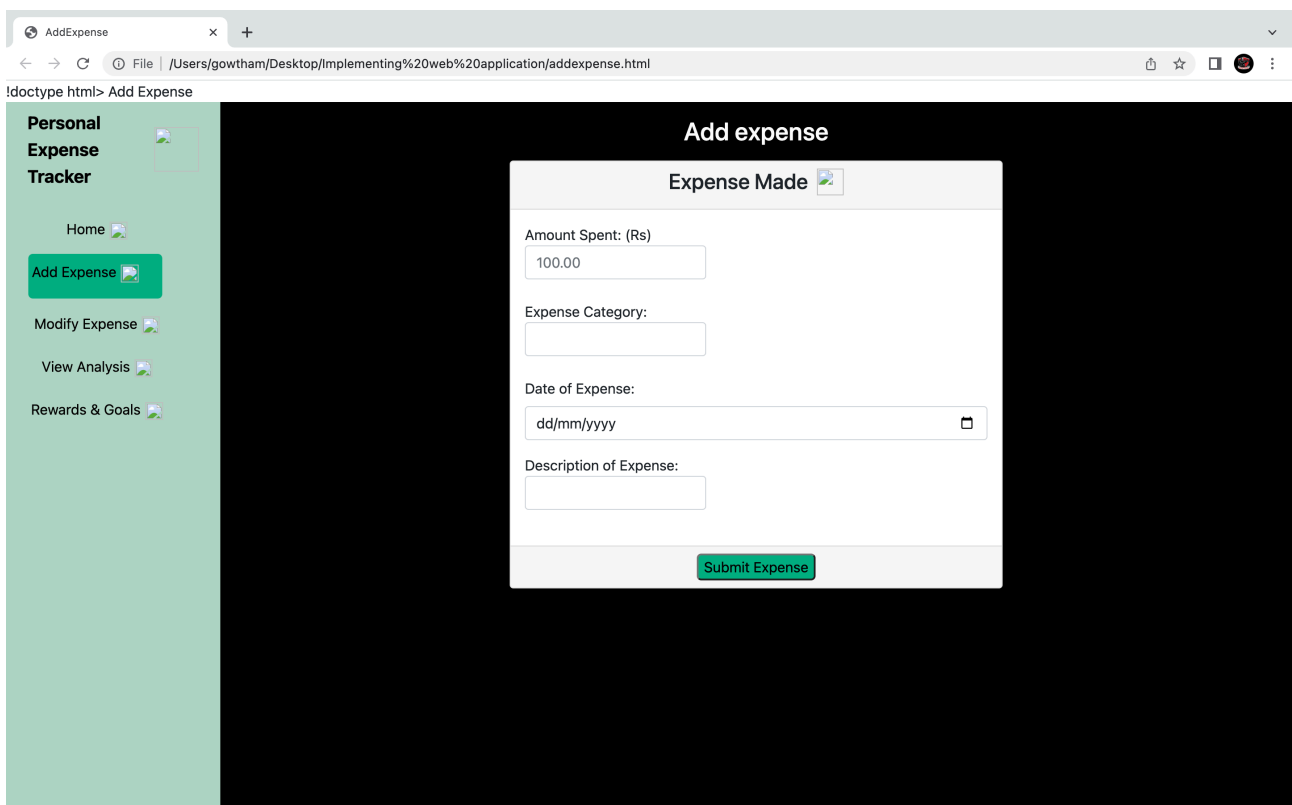 AddExpense
File | /Users/gowtham/Desktop/Implementing%20web%20application/addexpense.html
!doctype html> Add Expense
Personal
Expense
Tracker
Home
Add Expense
Modify Expense
View Analysis
Rewards & Goals
Add expense
Expense Made
Amount Spent: (Rs)
100.00
Expense Category:
Date of Expense:
dd/mm/yyyy
Description of Expense:
Submit Expense